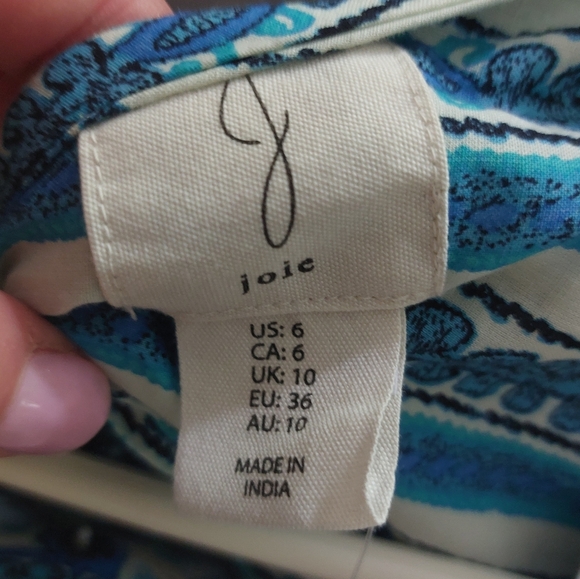 J
joie
US: 6
CA: 6
UK: 10
EU: 36
AU: 10
MADE IN
INDIA